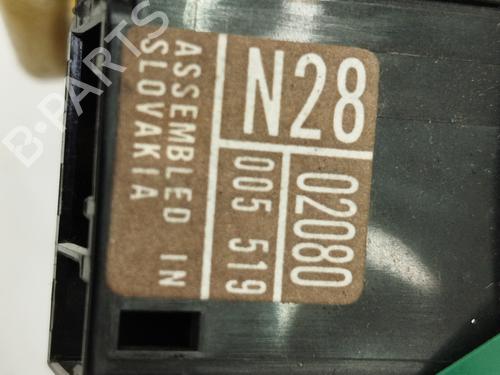 N28
02080
005 519
ASSEMBLED IN
SLOVAKIA
B-PARTS